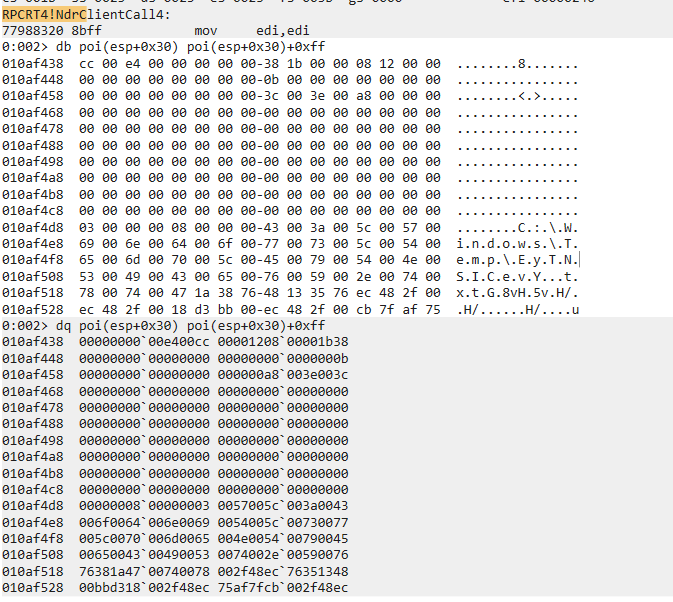 RPCRT4!NdrClientCall4:
77988320 8bff            mov     edi,edi
0:002> db poi(esp+0x30) poi(esp+0x30)+0xff
010af438  cc 00 e4 00 00 00 00 00-38 1b 00 00 08 12 00 00  ........8.......
010af448  00 00 00 00 00 00 00 00-0b 00 00 00 00 00 00 00  ................
010af458  00 00 00 00 00 00 00 00-3c 00 3e 00 a8 00 00 00  ........<.>.....
010af468  00 00 00 00 00 00 00 00-00 00 00 00 00 00 00 00  ................
010af478  00 00 00 00 00 00 00 00-00 00 00 00 00 00 00 00  ................
010af488  00 00 00 00 00 00 00 00-00 00 00 00 00 00 00 00  ................
010af498  00 00 00 00 00 00 00 00-00 00 00 00 00 00 00 00  ................
010af4a8  00 00 00 00 00 00 00 00-00 00 00 00 00 00 00 00  ................
010af4b8  00 00 00 00 00 00 00 00-00 00 00 00 00 00 00 00  ................
010af4c8  00 00 00 00 00 00 00 00-00 00 00 00 00 00 00 00  ................
010af4d8  03 00 00 00 08 00 00 00-43 00 3a 00 5c 00 57 00  ........C.:.\.W.
010af4e8  69 00 6e 00 64 00 6f 00-77 00 73 00 5c 00 54 00  i.n.d.o.w.s.\.T.
010af4f8  65 00 6d 00 70 00 5c 00-45 00 79 00 54 00 4e 00  e.m.p.\.E.y.T.N.
010af508  53 00 49 00 43 00 65 00-76 00 59 00 2e 00 74 00  S.I.C.e.v.Y...t.
010af518  78 00 74 00 47 1a 38 76-48 13 35 76 ec 48 2f 00  x.t.G.8vH.5v.H/.
010af528  ec 48 2f 00 18 d3 bb 00-ec 48 2f 00 cb 7f af 75  .H/......H/....u
0:002> dq poi(esp+0x30) poi(esp+0x30)+0xff
010af438  00000000`00e400cc 00001208`00001b38
010af448  00000000`00000000 00000000`0000000b
010af458  00000000`00000000 000000a8`003e003c
010af468  00000000`00000000 00000000`00000000
010af478  00000000`00000000 00000000`00000000
010af488  00000000`00000000 00000000`00000000
010af498  00000000`00000000 00000000`00000000
010af4a8  00000000`00000000 00000000`00000000
010af4b8  00000000`00000000 00000000`00000000
010af4c8  00000000`00000000 00000000`00000000
010af4d8  00000008`00000003 0057005c`003a0043
010af4e8  006f0064`006e0069 0054005c`00730077
010af4f8  005c0070`006d0065 004e0054`00790045
010af508  00650043`00490053 0074002e`00590076
010af518  76381a47`00740078 002f48ec`76351348
010af528  00bbd318`002f48ec 75af7fcb`002f48ec